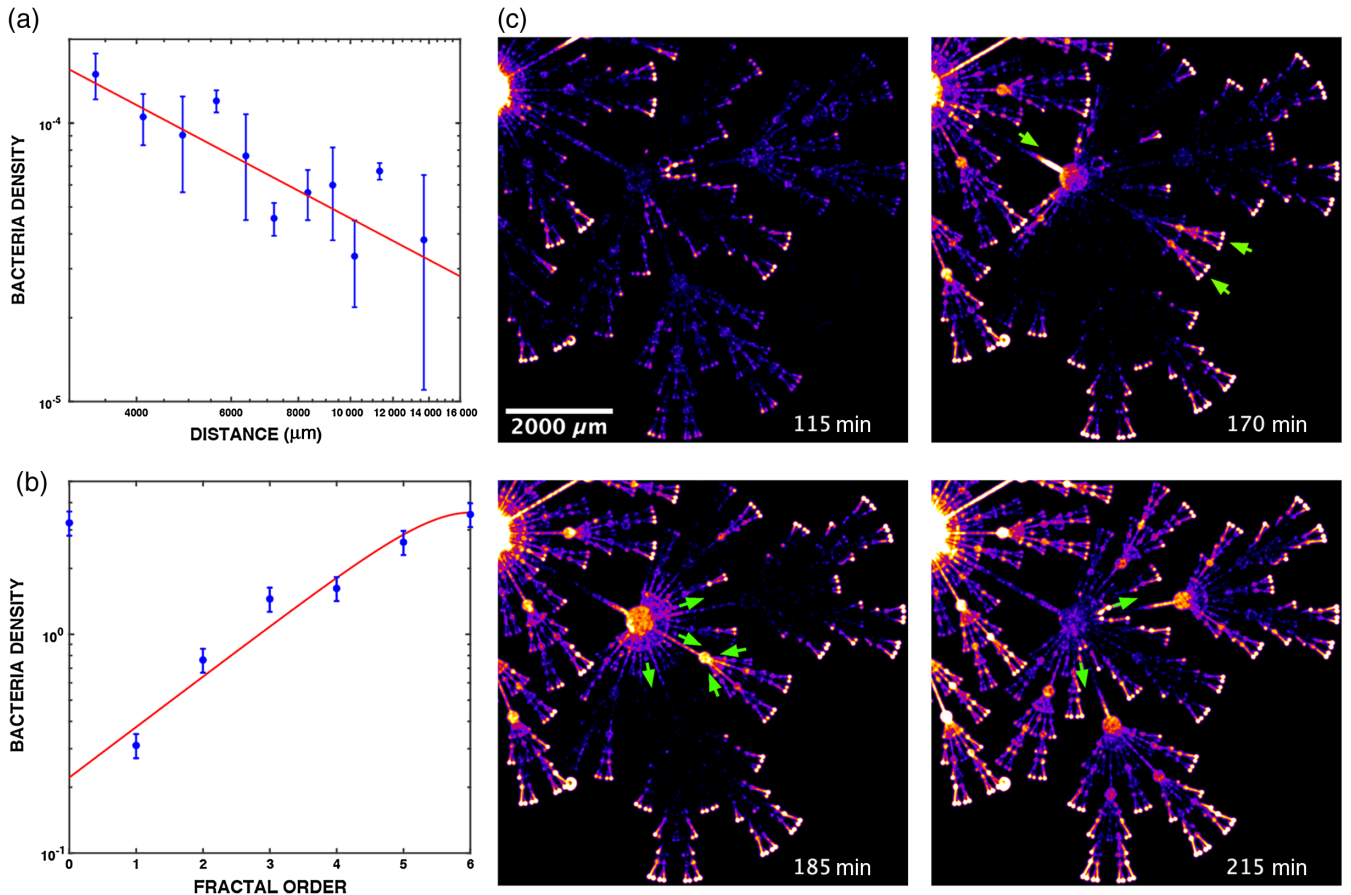 (a)
BACTERIA DENSITY
10-4
10-5
4000 6000 8000 10 000 12 000 14 000 16 000
DISTANCE (μm)
(b)
BACTERIA DENSITY
100
10-1
0 1 2 3 4 5 6
FRACTAL ORDER
(c)
2000 μm
115 min
170 min
185 min
215 min